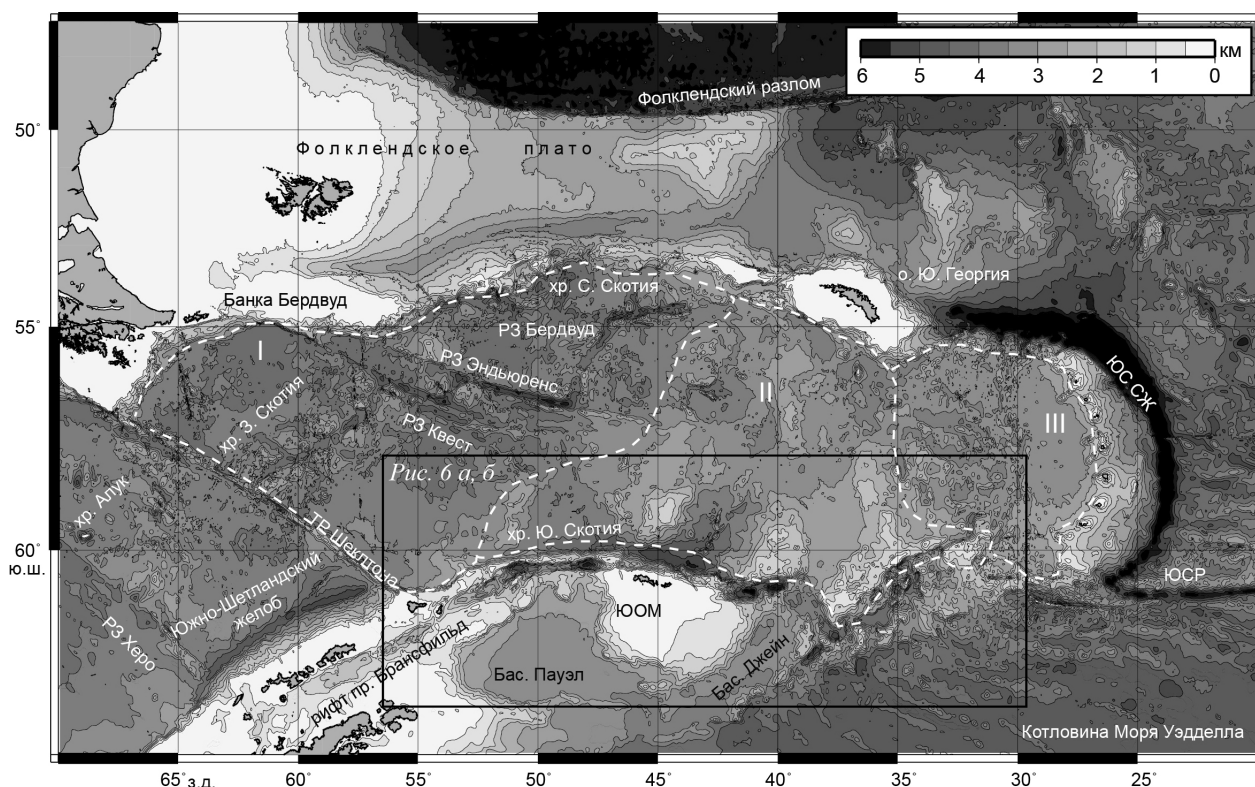 км
6 5 4 3 2 1 0
Фолклендский разлом
50°
Фолклендское плато
о. Ю. Георгия
хр. С. Скотия
Банка Бердвуд
РЗ Бердвуд
55°
I
РЗ Эндьюренс
II
ЮС СЖ
III
хр. З. Скотия
РЗ Квест
Рис. 6 а, б
хр. Апук
ТР Шеклтона
хр. Ю. Скотия
60°
ю.ш.
Южно-Шетландский
желоб
ЮСР
ЮОМ
РЗ Херо
рифт пр. Брансфильд
Бас. Пауэл
Бас. Джейн
Котловина Моря Уэдделла
65° з.д. 60° 55° 50° 45° 40° 35° 30° 25°